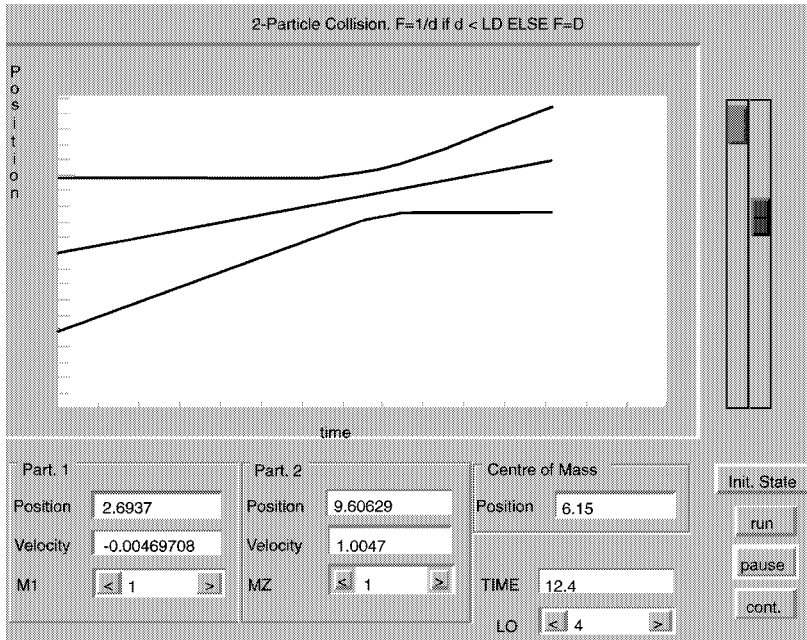 2-Particle Collision. F=1/d if d < LD ELSE F=D
Position
time
Part. 1
Position 2.6937
Velocity -0.00469708
M1 < 1 >
Part. 2
Position 9.60629
Velocity 1.0047
MZ < 1 >
Centre of Mass
Position 6.15
TIME 12.4
LO < 4 >
Init. State
run
pause
cont.